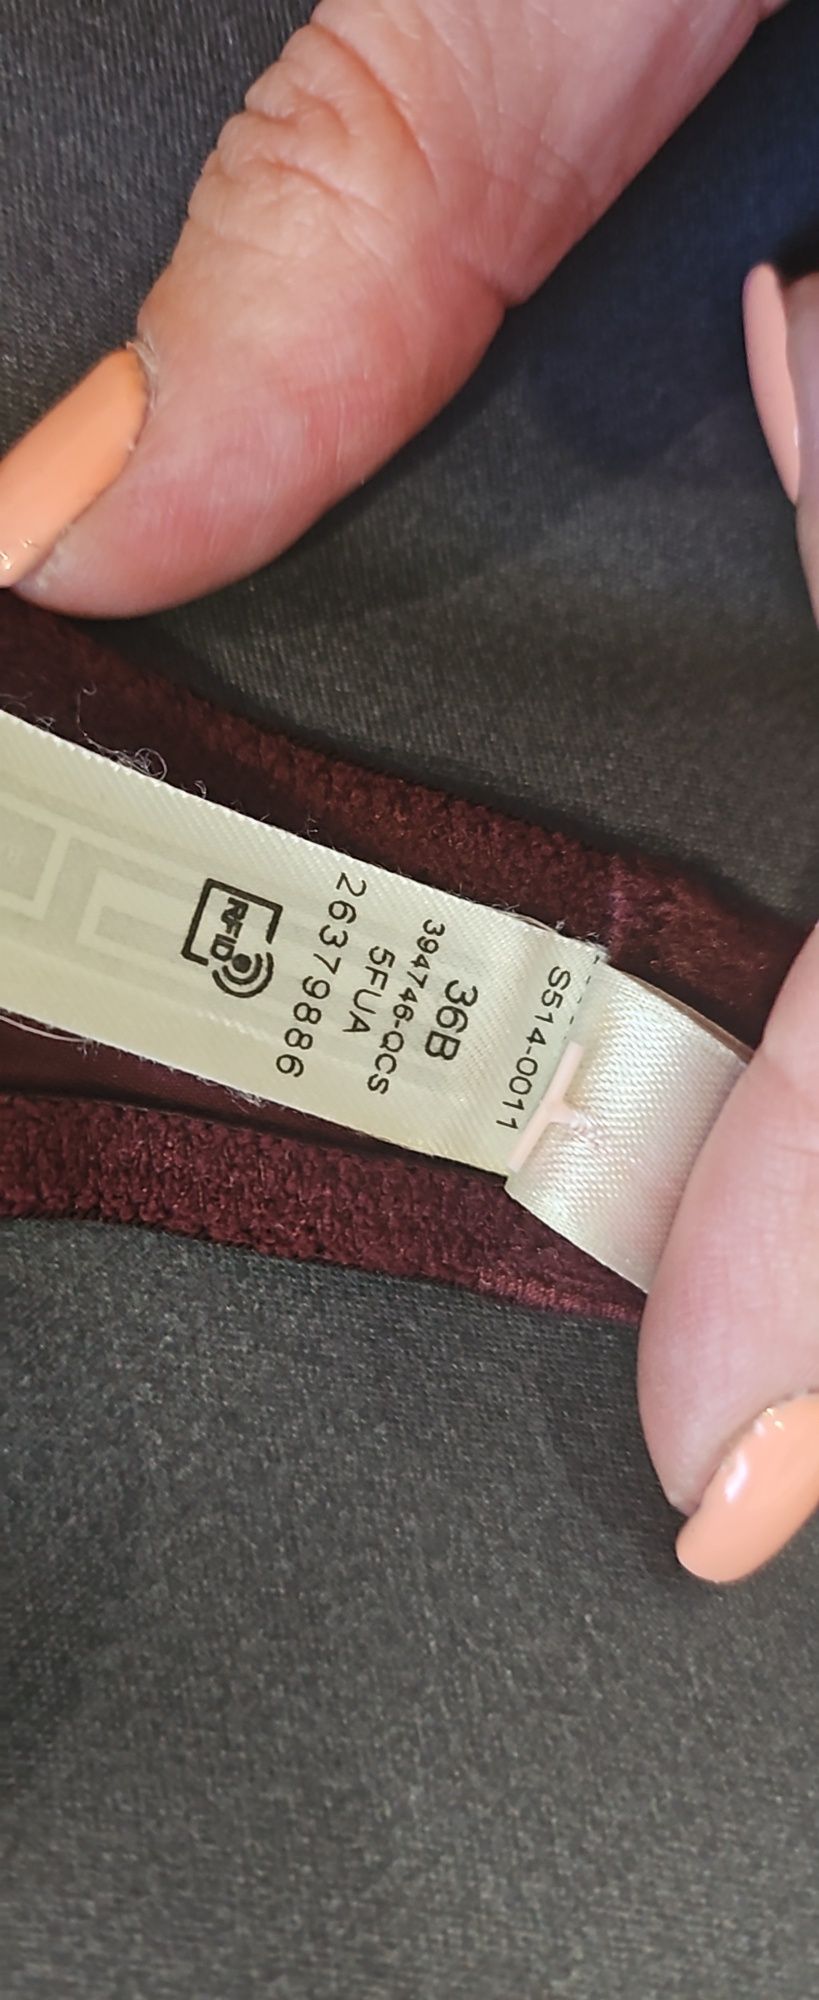 S514-0011
36B
394746-QCS
5FUA
26379886
RFID